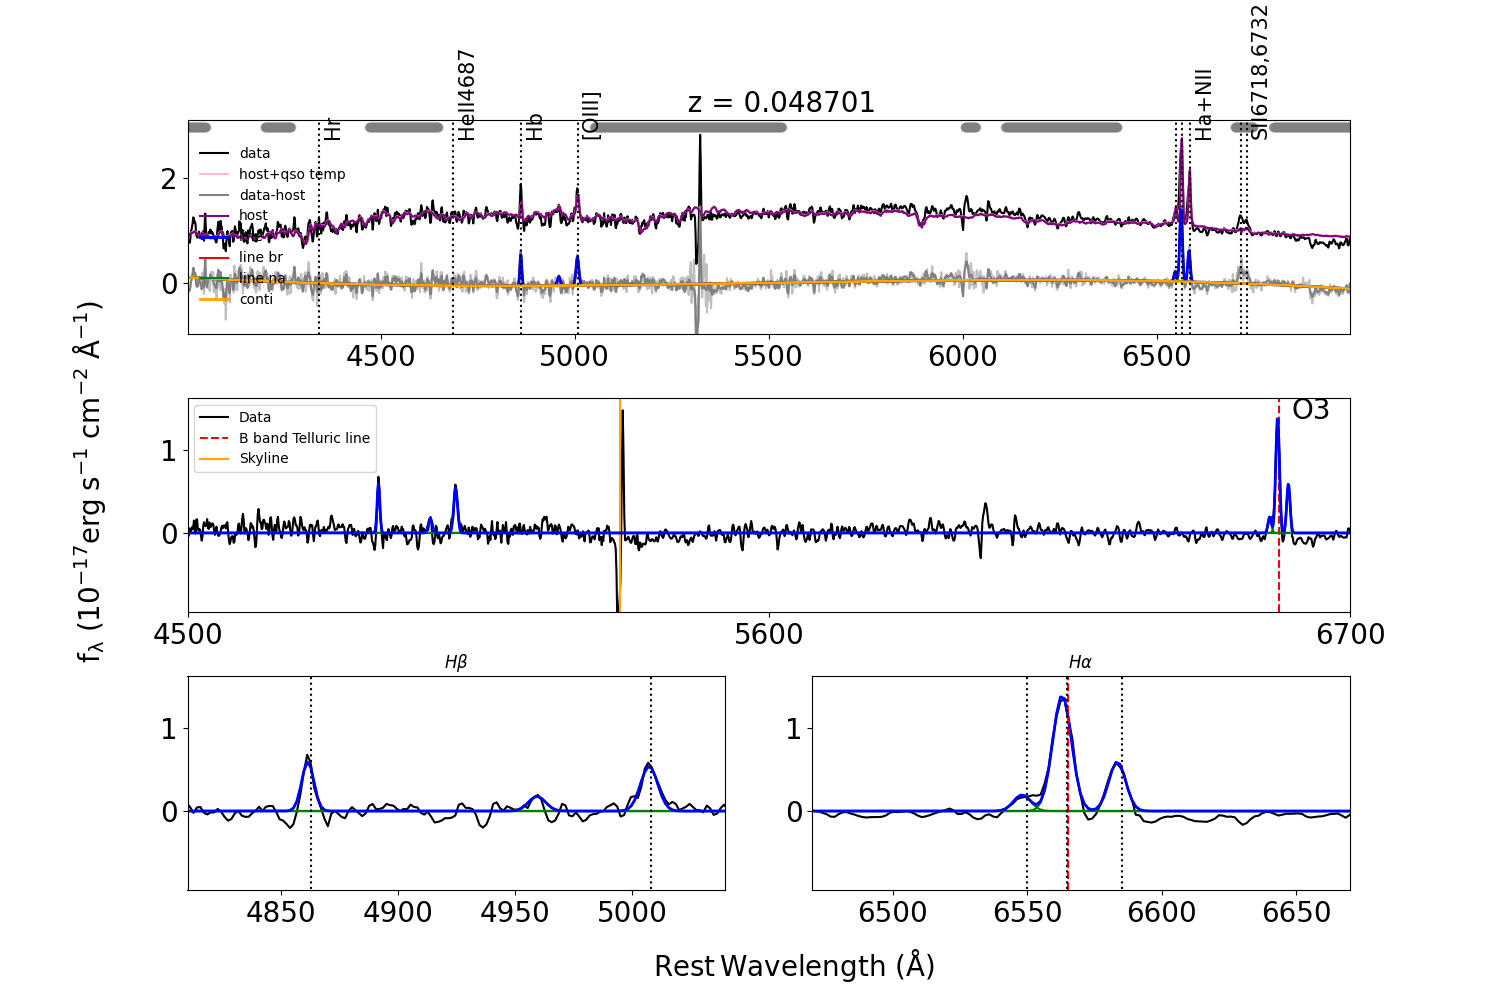 HeII4687
SII6718,6732
Hr
Hb
[OIII]
Ha+NII
z = 0.048701
data
host+qso temp
data-host
host
line br
line na
conti
2
0
4500
5000
5500
6000
6500
fλ (10⁻¹⁷erg s⁻¹ cm⁻² Å⁻¹)
Data
B band Telluric line
Skyline
O3
1
0
4500
5600
6700
Hβ
1
0
4850
4900
4950
5000
Hα
1
0
6500
6550
6600
6650
Rest Wavelength (Å)